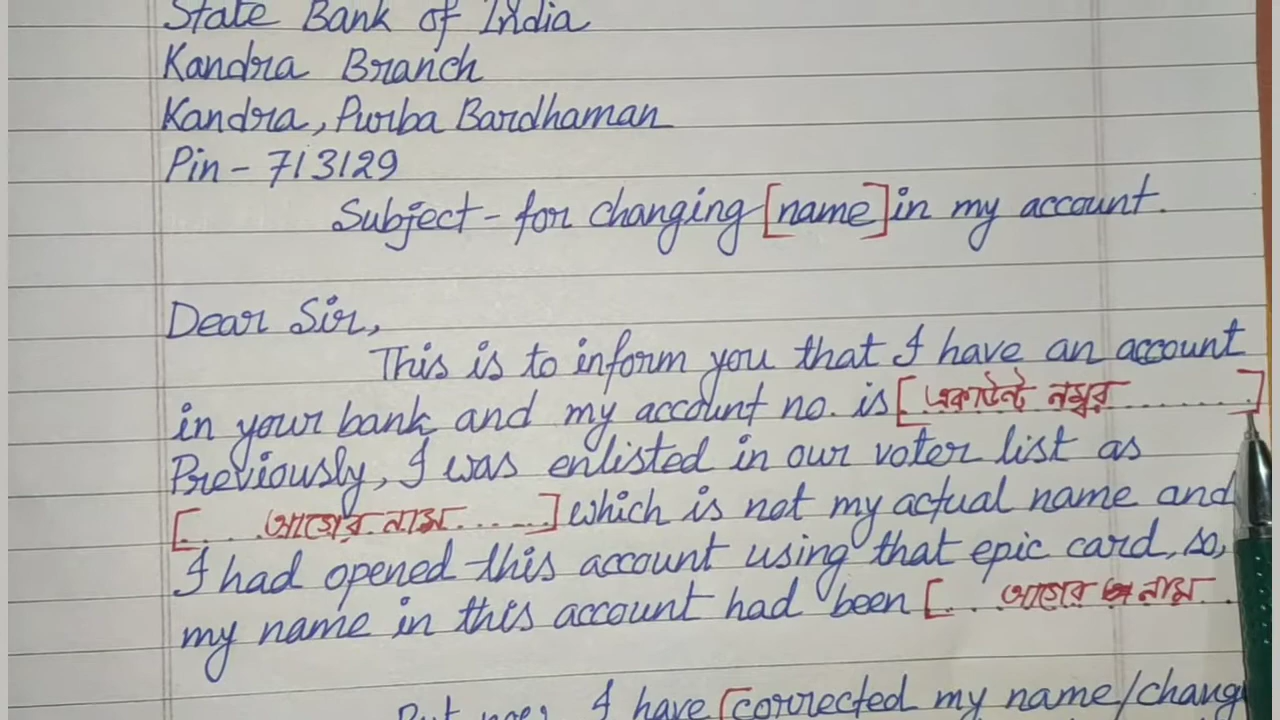 State Bank of India
Kandra Branch
Kandra, Purba Bardhaman
Pin - 713129
Subject - for changing [name] in my account.
Dear Sir,
This is to inform you that I have an account
in your bank and my account no. is [একাউন্ট নম্বর ........]
Previously, I was enlisted in our voter list as
[... আগের নাম ......] which is not my actual name and
I had opened this account using that epic card, so,
my name in this account had been [.. আগের নাম ..
But now, I have [corrected my name/chang